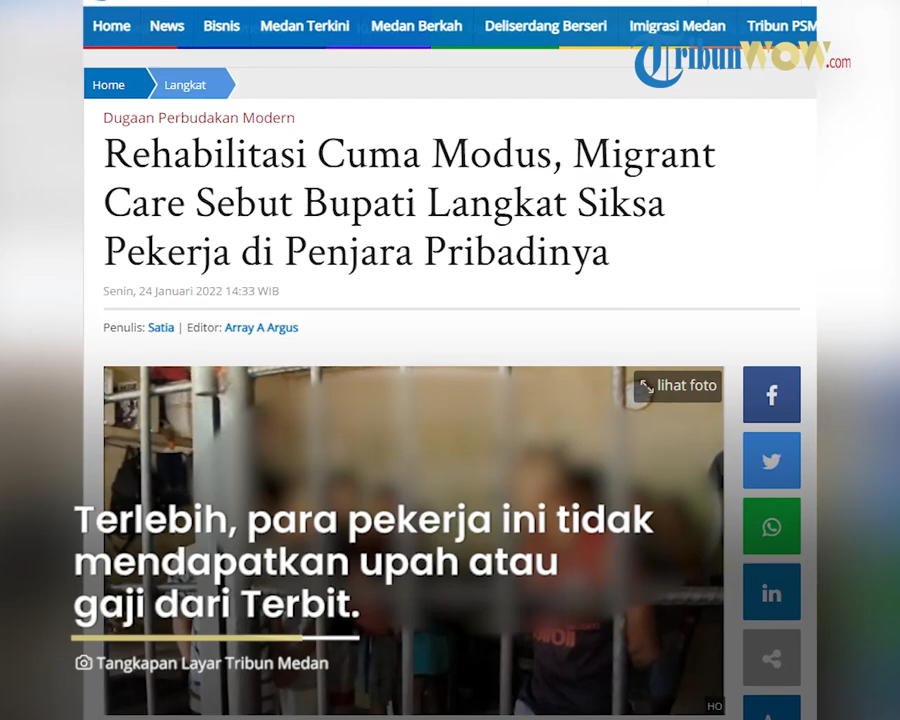 Home News Bisnis Medan Terkini Medan Berkah Deliserdang Berseri Imigrasi Medan Tribun PSM
TribunWOW.com
Home Langkat
Dugaan Perbudakan Modern
Rehabilitasi Cuma Modus, Migrant
Care Sebut Bupati Langkat Siksa
Pekerja di Penjara Pribadinya
Senin, 24 Januari 2022 14:33 WIB
Penulis: Satia | Editor: Array A Argus
lihat foto
Terlebih, para pekerja ini tidak
mendapatkan upah atau
gaji dari Terbit.
Tangkapan Layar Tribun Medan
HO